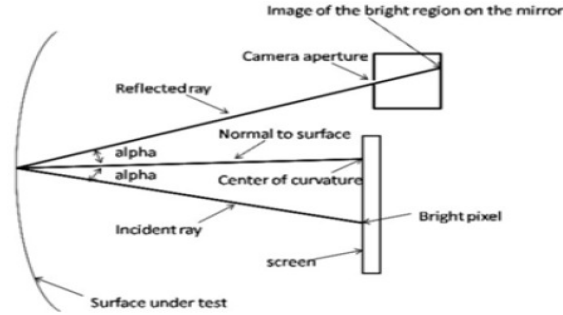 Image of the bright region on the mirror
Camera aperture
Reflected ray
Normal to surface
alpha
alpha
Center of curvature
Bright pixel
Incident ray
screen
Surface under test